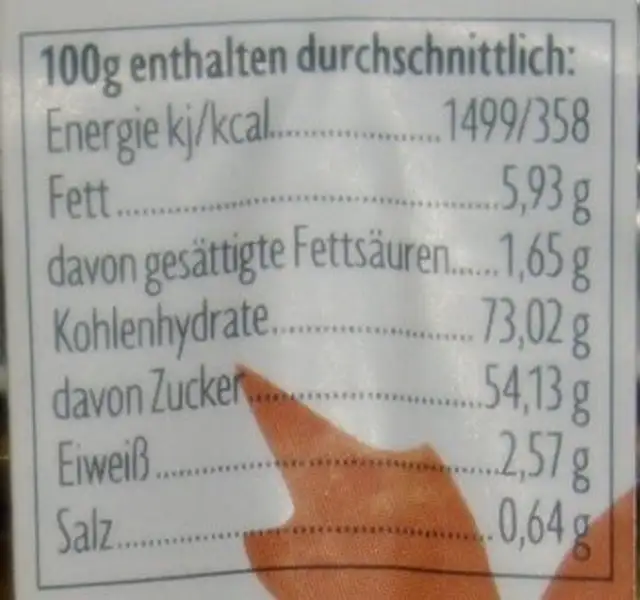 100g enthalten durchschnittlich:
Energie kj/kcal..................1499/358
Fett..............................................5,93 g
davon gesättigte Fettsäuren......1,65 g
Kohlenhydrate......................73,02 g
davon Zucker.........................54,13 g
Eiweiß........................................2,57 g
Salz............................................0,64 g